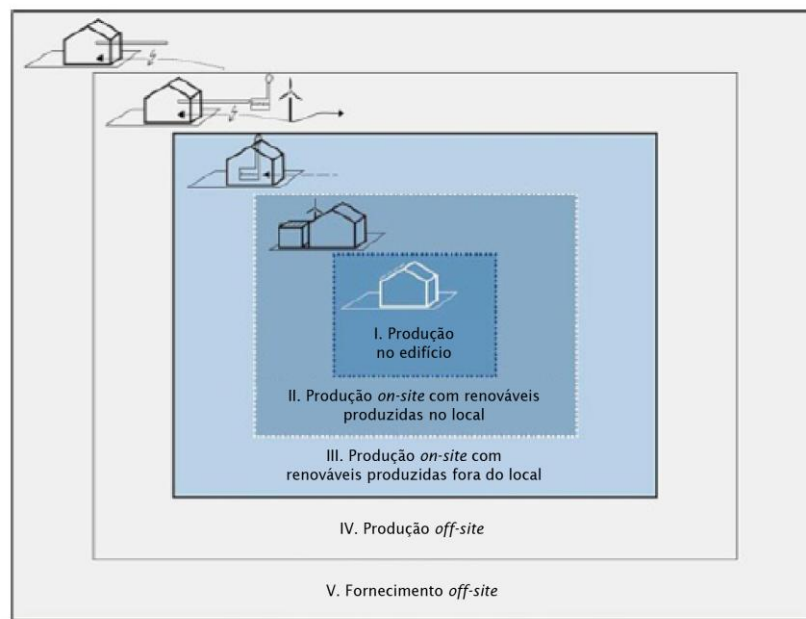 I. Produção
no edifício
II. Produção on-site com renováveis
produzidas no local
III. Produção on-site com
renováveis produzidas fora do local
IV. Produção off-site
V. Fornecimento off-site